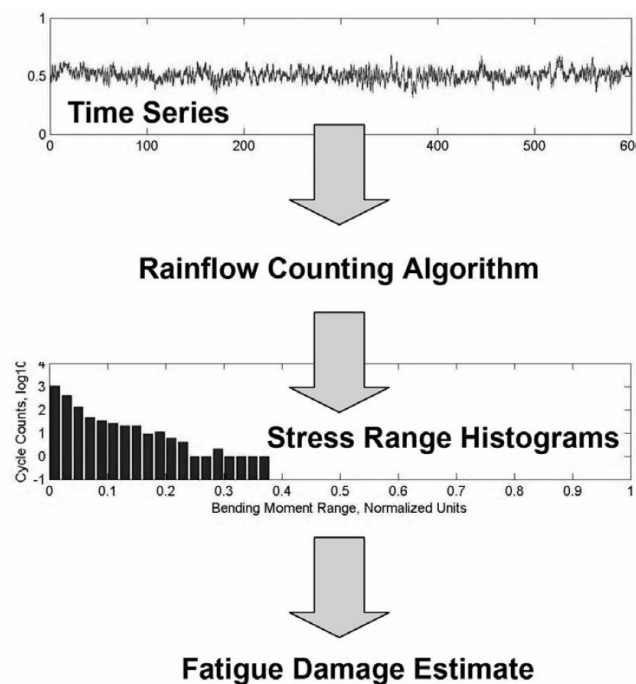 1
0.5
0
Time Series
0 100 200 400 500 600
Rainflow Counting Algorithm
Cycle Counts, log10
4
3
2
1
0
-1
Stress Range Histograms
0 0.1 0.2 0.3 0.4 0.5 0.6 0.7 0.8 0.9 1
Bending Moment Range, Normalized Units
Fatigue Damage Estimate